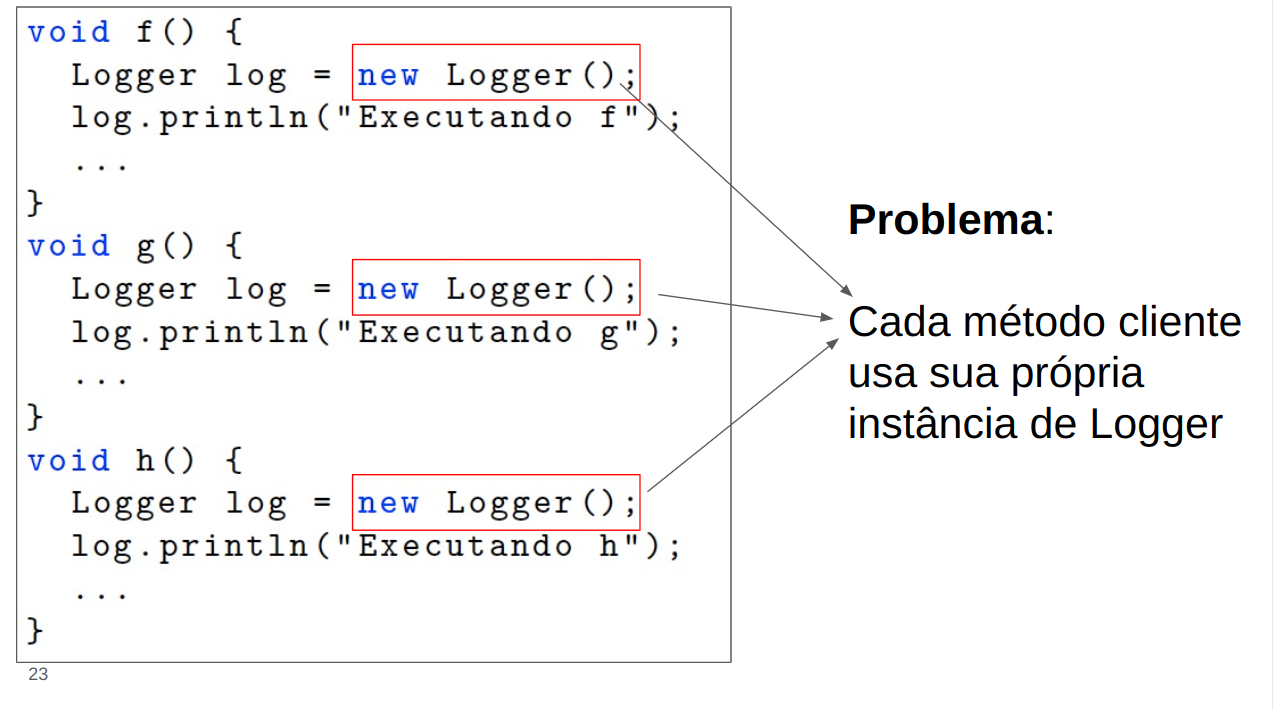 void f() {
  Logger log = new Logger();
  log.println("Executando f");
  ...
}
void g() {
  Logger log = new Logger();
  log.println("Executando g");
  ...
}
void h() {
  Logger log = new Logger();
  log.println("Executando h");
  ...
}
Problema:
Cada método cliente
usa sua própria
instância de Logger
23